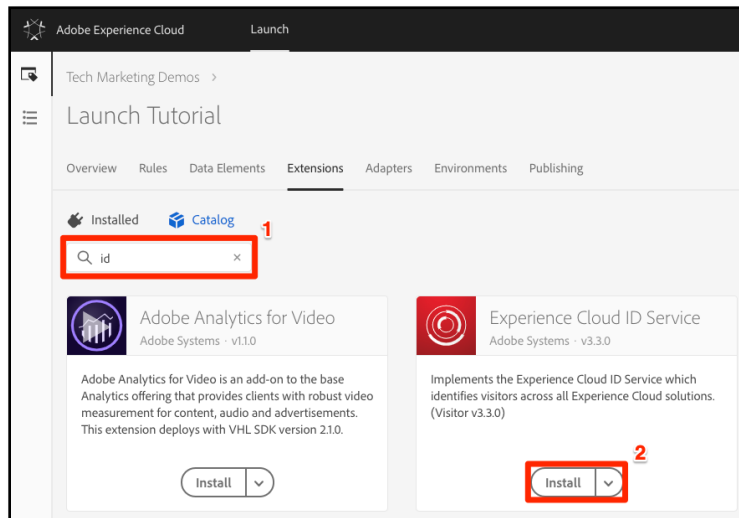 Adobe Experience Cloud Launch
Tech Marketing Demos >
Launch Tutorial
Overview Rules Data Elements Extensions Adapters Environments Publishing
Installed Catalog 1
id ×
Adobe Analytics for Video
Adobe Systems · v1.1.0
Adobe Analytics for Video is an add-on to the base
Analytics offering that provides clients with robust video
measurement for content, audio and advertisements.
This extension deploys with VHL SDK version 2.1.0.
Install
Experience Cloud ID Service
Adobe Systems · v3.3.0
Implements the Experience Cloud ID Service which
identifies visitors across all Experience Cloud solutions.
(Visitor v3.3.0)
2
Install